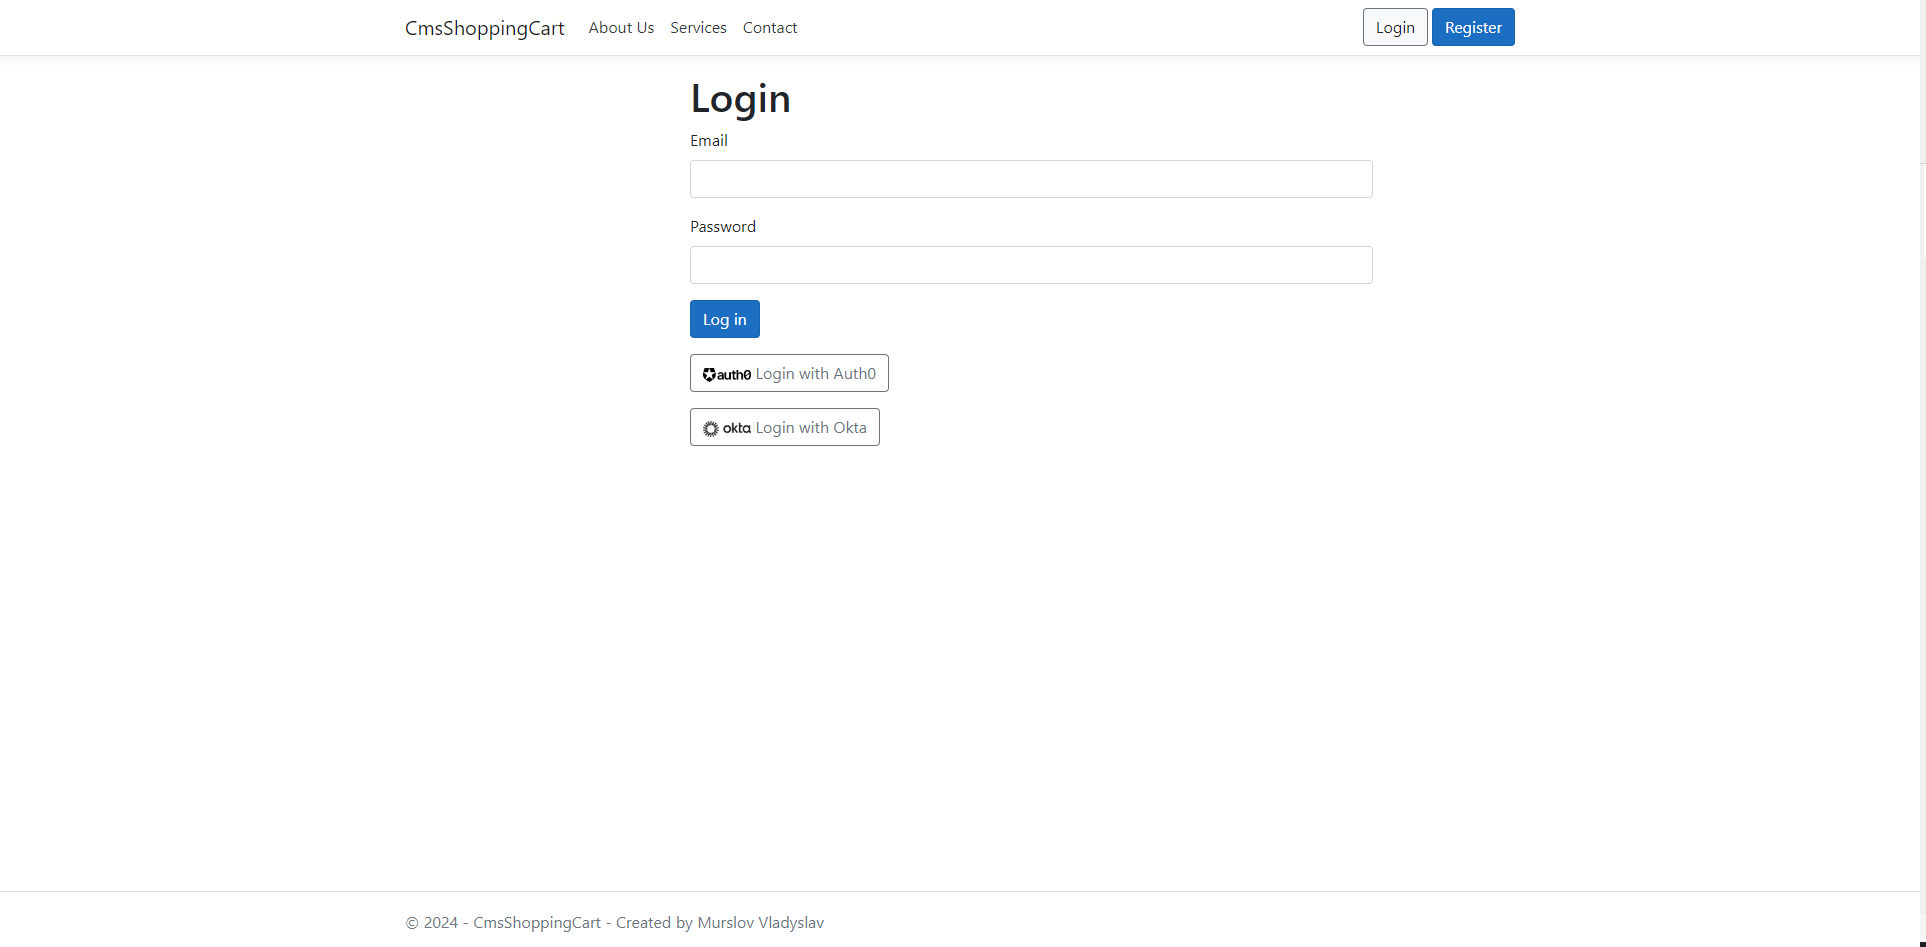 CmsShoppingCart About Us Services Contact Login Register
Login
Email
Password
Log in
auth0 Login with Auth0
okta Login with Okta
© 2024 - CmsShoppingCart - Created by Murslov Vladyslav